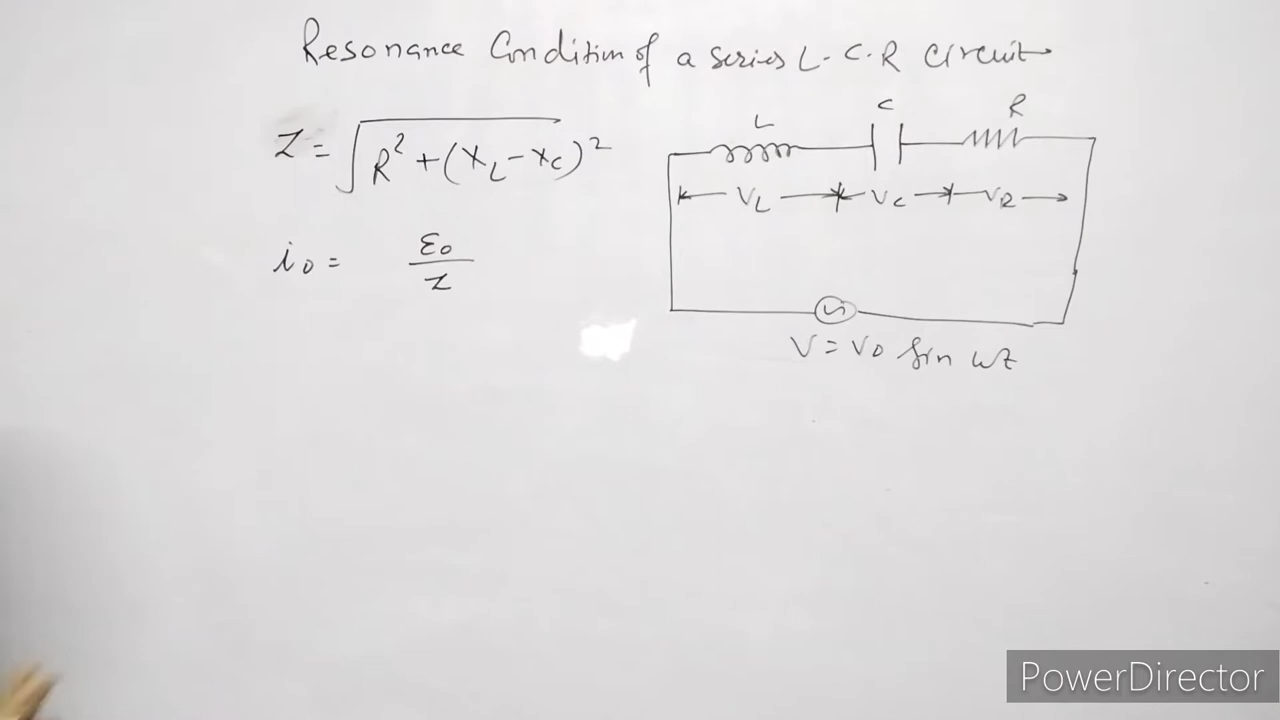 Resonance Condition of a series L-C.R circuit
Z = √R² + (X_L - X_C)²
i₀ = ε₀/Z
L C R
V_L V_C V_R
V = V₀ sin ωt
PowerDirector